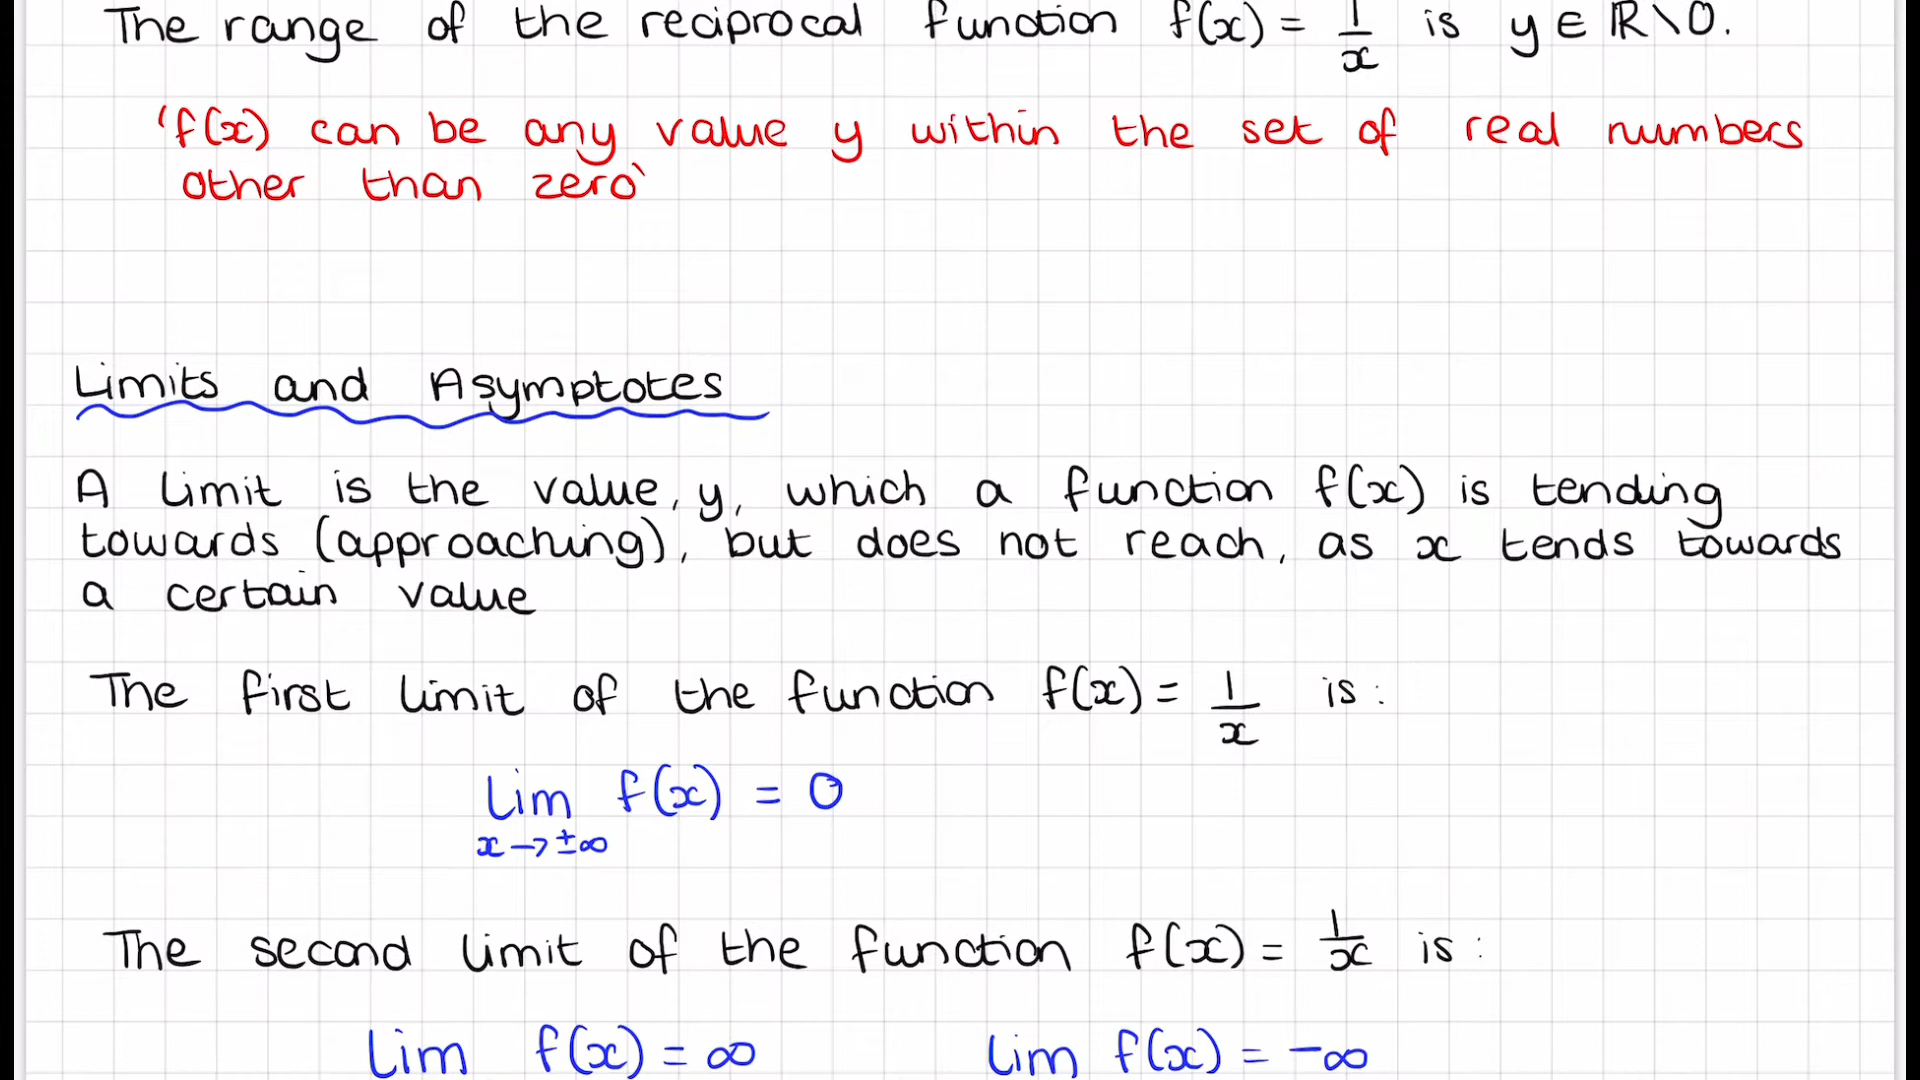 The range of the reciprocal function f(x) = 1/x is y ∈ ℝ\0.
'f(x) can be any value y within the set of real numbers
other than zero'
Limits and Asymptotes
A limit is the value, y, which a function f(x) is tending
towards (approaching), but does not reach, as x tends towards
a certain value
The first limit of the function f(x) = 1/x is:
lim f(x) = 0
x→±∞
The second limit of the function f(x) = 1/x is:
lim f(x) = ∞ lim f(x) = -∞